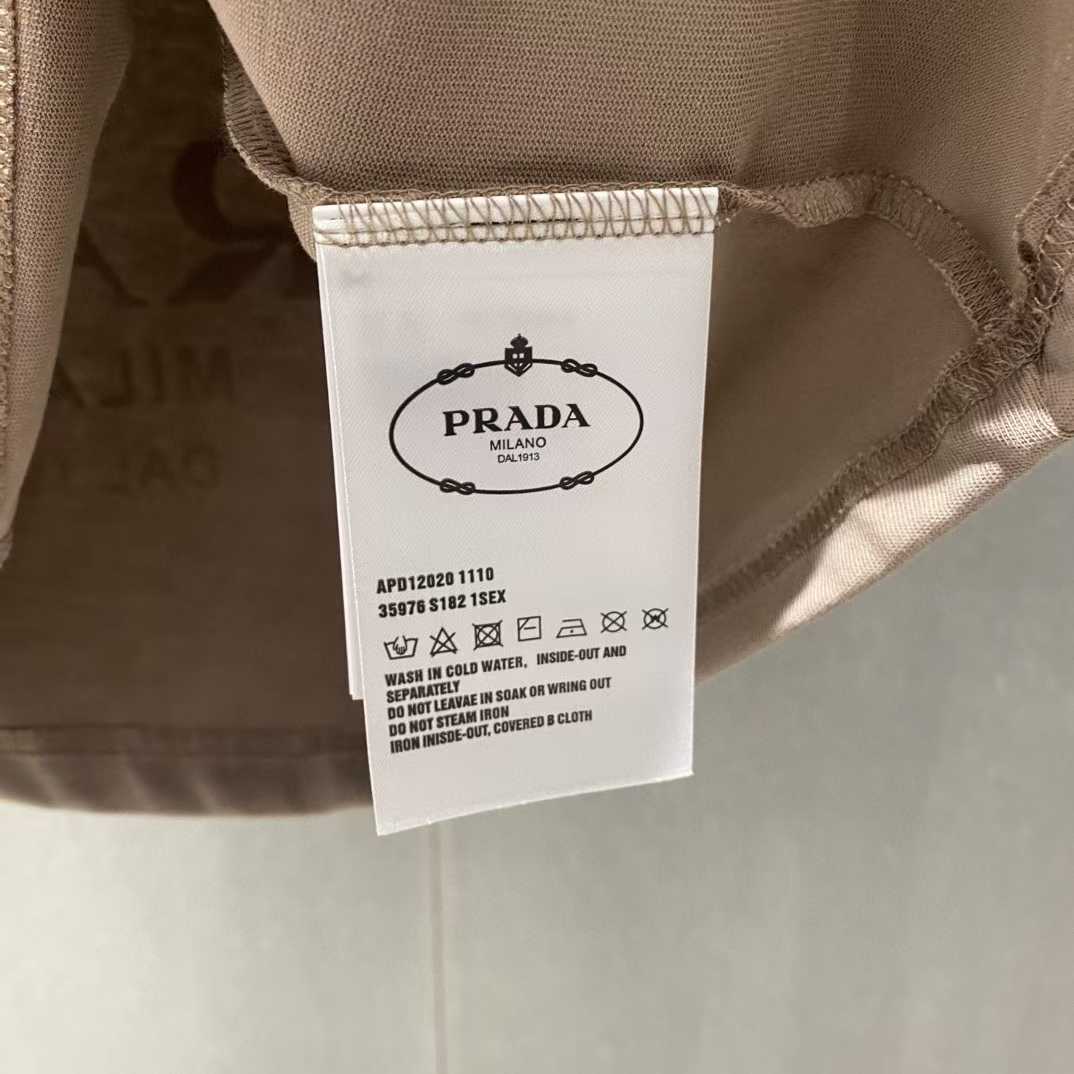 PRADA
MILANO
DAL1913
APD12020 1110
35976 S182 1SEX
WASH IN COLD WATER, INSIDE-OUT AND
SEPARATELY
DO NOT LEAVAE IN SOAK OR WRING OUT
DO NOT STEAM IRON
IRON INISDE-OUT, COVERED B CLOTH